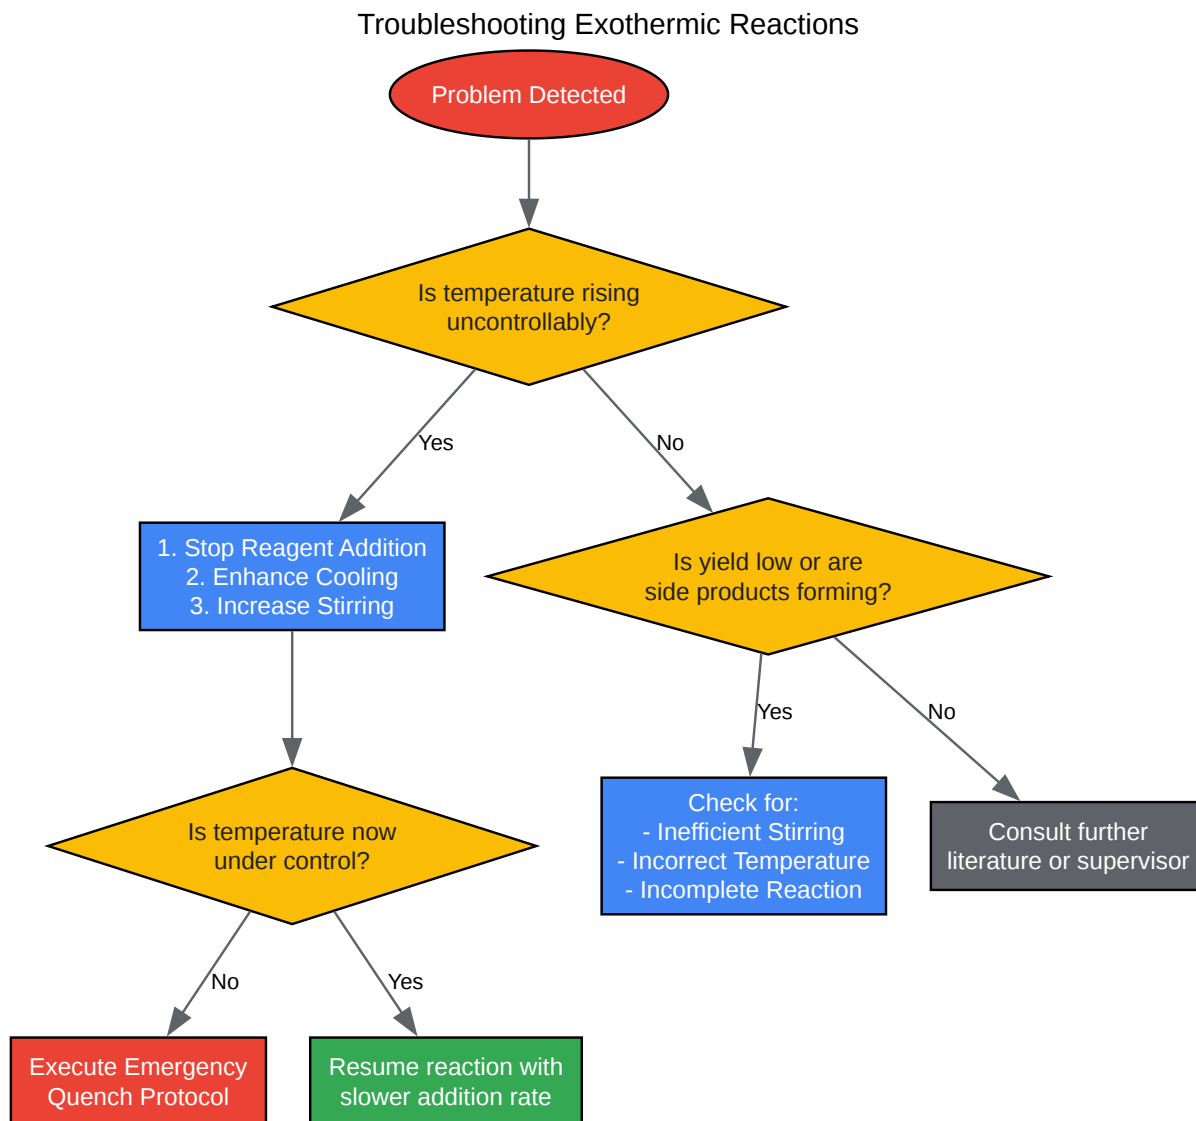 Troubleshooting Exothermic Reactions
Problem Detected
Is temperature rising
uncontrollably?
Yes
No
1. Stop Reagent Addition
2. Enhance Cooling
3. Increase Stirring
Is yield low or are
side products forming?
Yes
No
Check for:
- Inefficient Stirring
- Incorrect Temperature
- Incomplete Reaction
Consult further
literature or supervisor
Is temperature now
under control?
No
Yes
Execute Emergency
Quench Protocol
Resume reaction with
slower addition rate